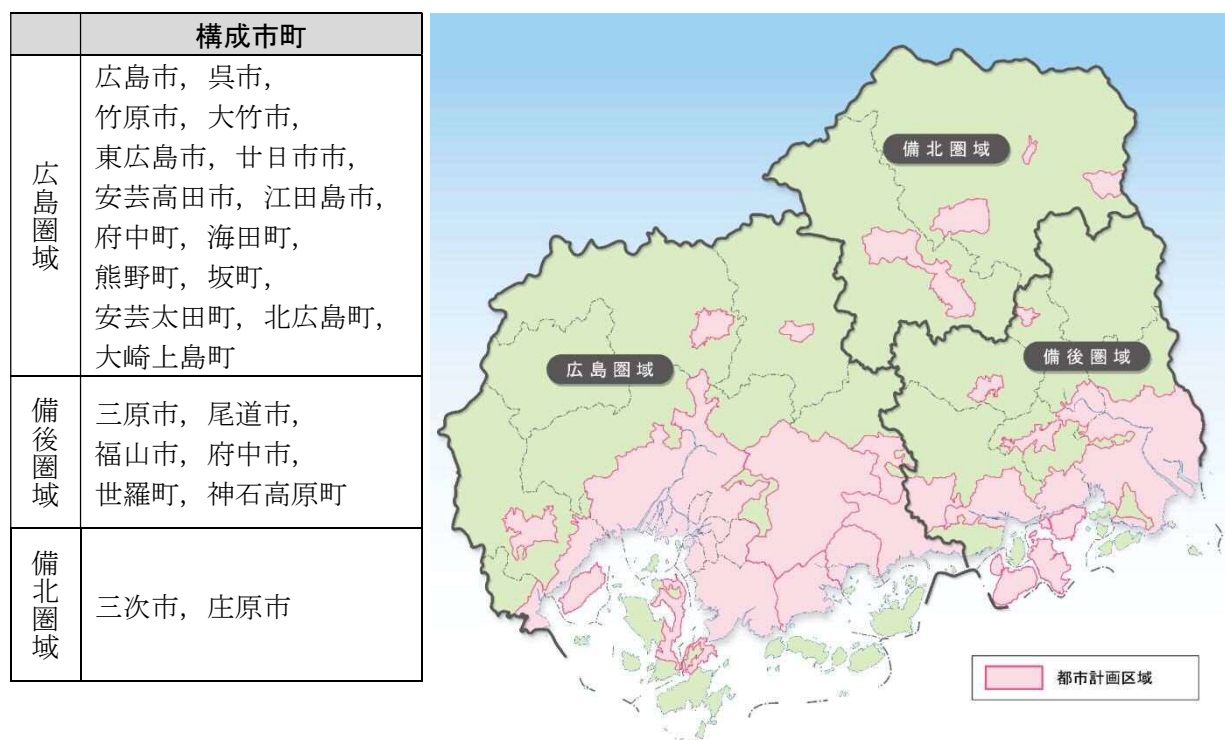 構成市町
広島圏域
広島市，呉市，
竹原市，大竹市，
東広島市，廿日市市，
安芸高田市，江田島市，
府中町，海田町，
熊野町，坂町，
安芸太田町，北広島町，
大崎上島町
備後圏域
三原市，尾道市，
福山市，府中市，
世羅町，神石高原町
備北圏域
三次市，庄原市
備北圏域
広島圏域
備後圏域
都市計画区域